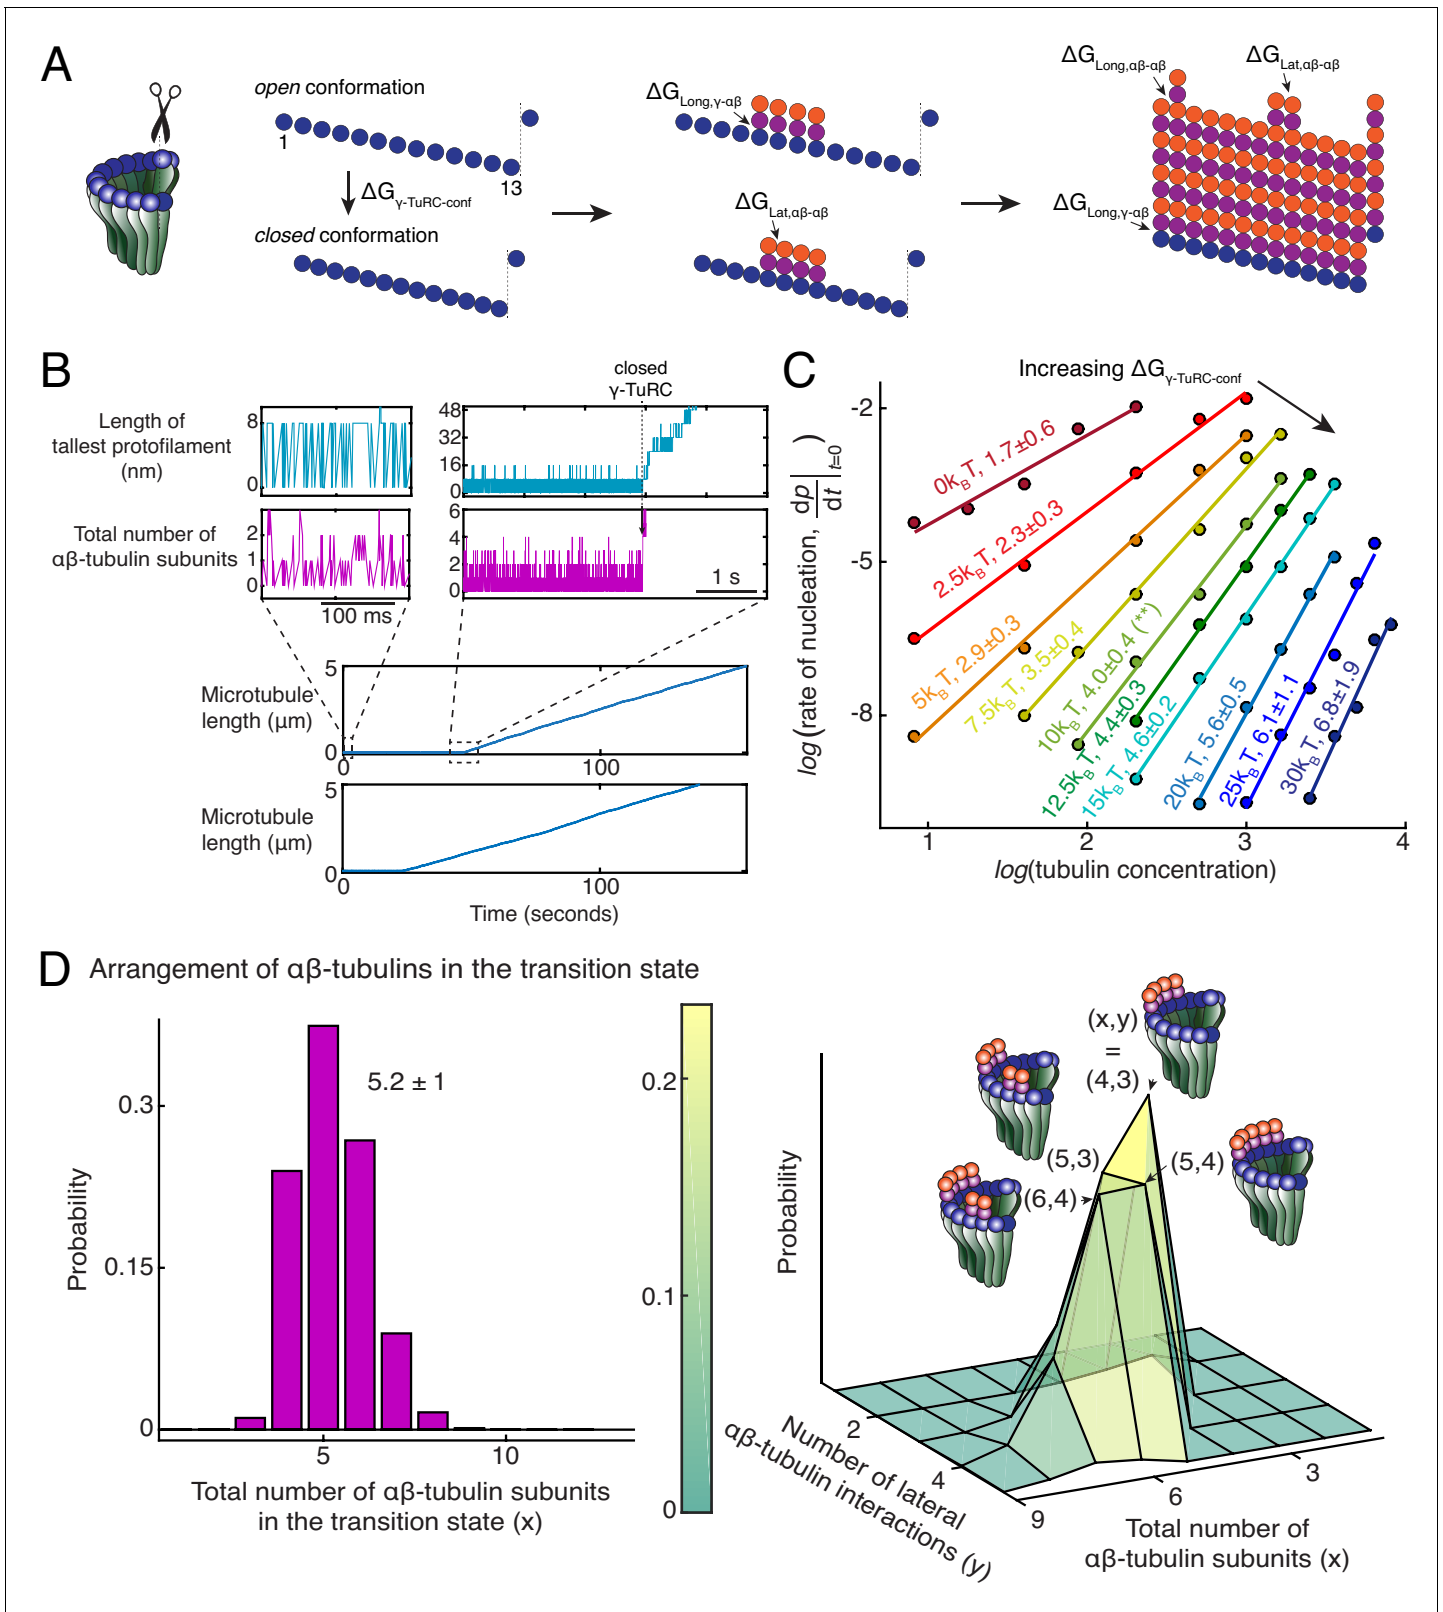 A
open conformation
1
13
ΔGγ-TuRC-conf
closed conformation
ΔGLong,γ-αβ
ΔGLat,αβ-αβ
ΔGLong,αβ-αβ
ΔGLat,αβ-αβ
ΔGLong,γ-αβ
B
closed
γ-TuRC
Length of
tallest protofilament
(nm)
8
0
48
32
16
0
Total number of
αβ-tubulin subunits
2
1
0
6
4
2
0
100 ms
1 s
Microtubule
length (µm)
5
0
0
100
Microtubule
length (µm)
5
0
0
100
Time (seconds)
C
Increasing ΔGγ-TuRC-conf
log(rate of nucleation, dp/dt|t=0)
-2
-5
-8
0kBT, 1.7±0.6
2.5kBT, 2.3±0.3
5kBT, 2.9±0.3
7.5kBT, 3.5±0.4
10kBT, 4.0±0.4 (**)
12.5kBT, 4.4±0.3
15kBT, 4.6±0.2
20kBT, 5.6±0.5
25kBT, 6.1±1.1
30kBT, 6.8±1.9
1
2
3
4
log(tubulin concentration)
D
Arrangement of αβ-tubulins in the transition state
5.2 ± 1
Probability
0.3
0.15
0
5
10
Total number of αβ-tubulin subunits
in the transition state (x)
0.2
0.1
0
Probability
(x,y)
=
(4,3)
(5,3)
(5,4)
(6,4)
2
4
Number of lateral
αβ-tubulin interactions (y)
9
6
3
Total number of
αβ-tubulin subunits (x)